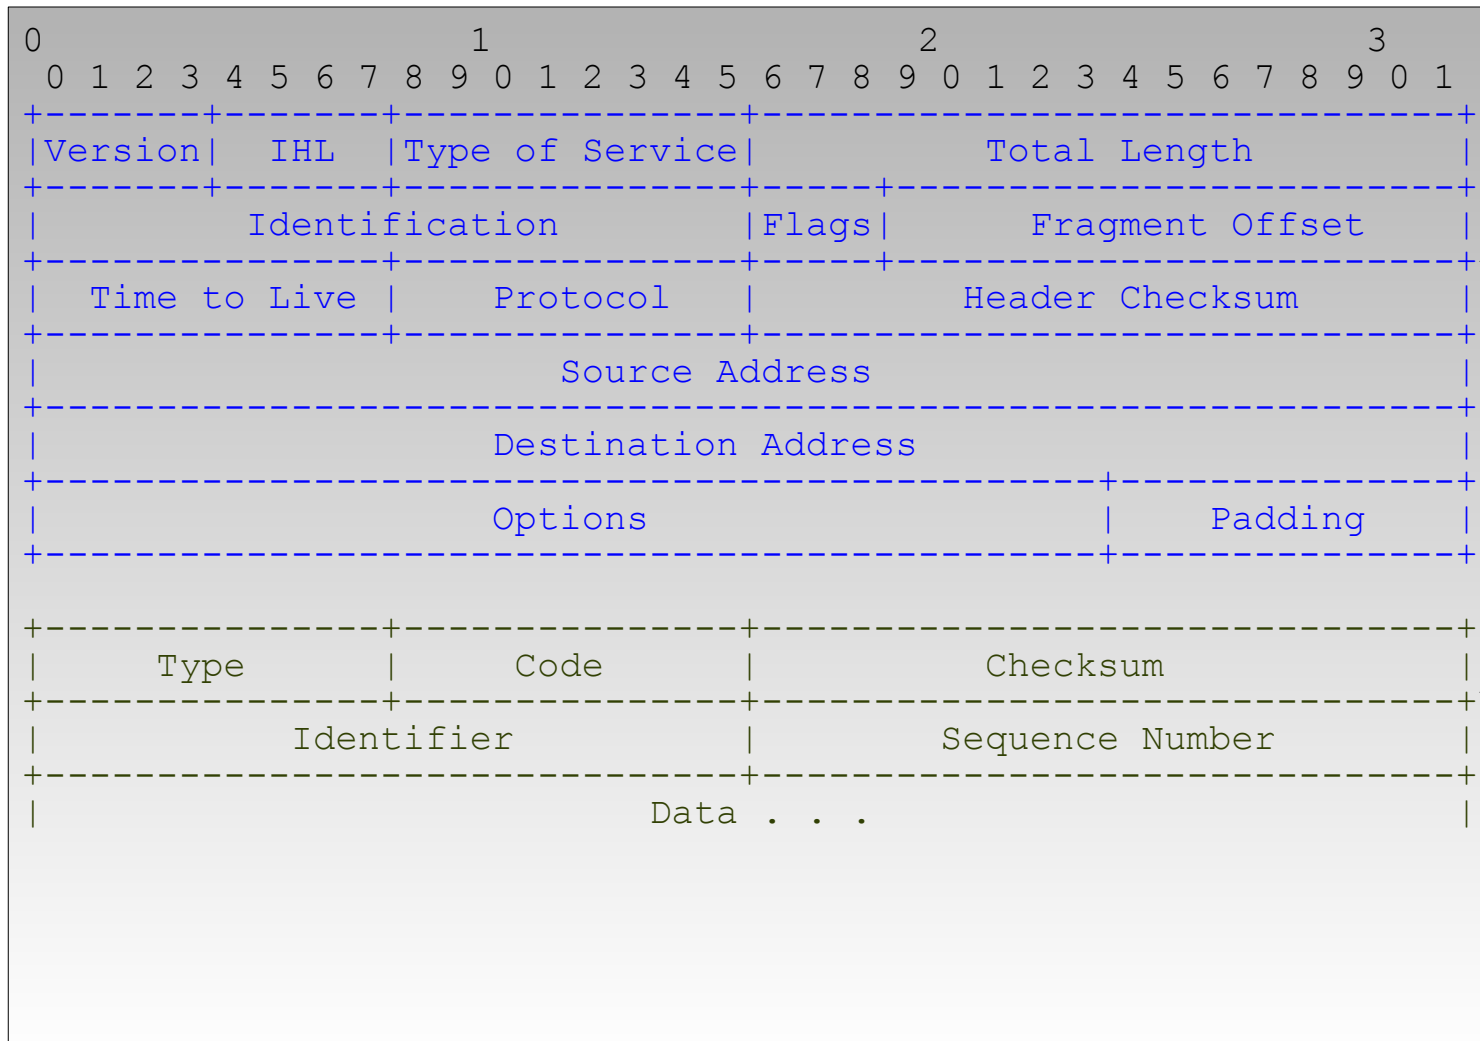 0                   1                   2                   3
 0 1 2 3 4 5 6 7 8 9 0 1 2 3 4 5 6 7 8 9 0 1 2 3 4 5 6 7 8 9 0 1
+-------+-------+---------------+-------------------------------+
|Version|  IHL  |Type of Service|          Total Length         |
+-------+-------+---------------+-----+-------------------------+
|         Identification        |Flags|      Fragment Offset    |
+---------------+---------------+-----+-------------------------+
|  Time to Live |    Protocol   |         Header Checksum       |
+---------------+---------------+-------------------------------+
|                       Source Address                          |
+---------------------------------------------------------------+
|                    Destination Address                        |
+-----------------------------------------------+---------------+
|                    Options                    |    Padding    |
+-----------------------------------------------+---------------+
+---------------+---------------+-------------------------------+
|     Type      |     Code      |          Checksum             |
+---------------+---------------+-------------------------------+
|           Identifier          |        Sequence Number        |
+-------------------------------+-------------------------------+
|                           Data . . .                          |